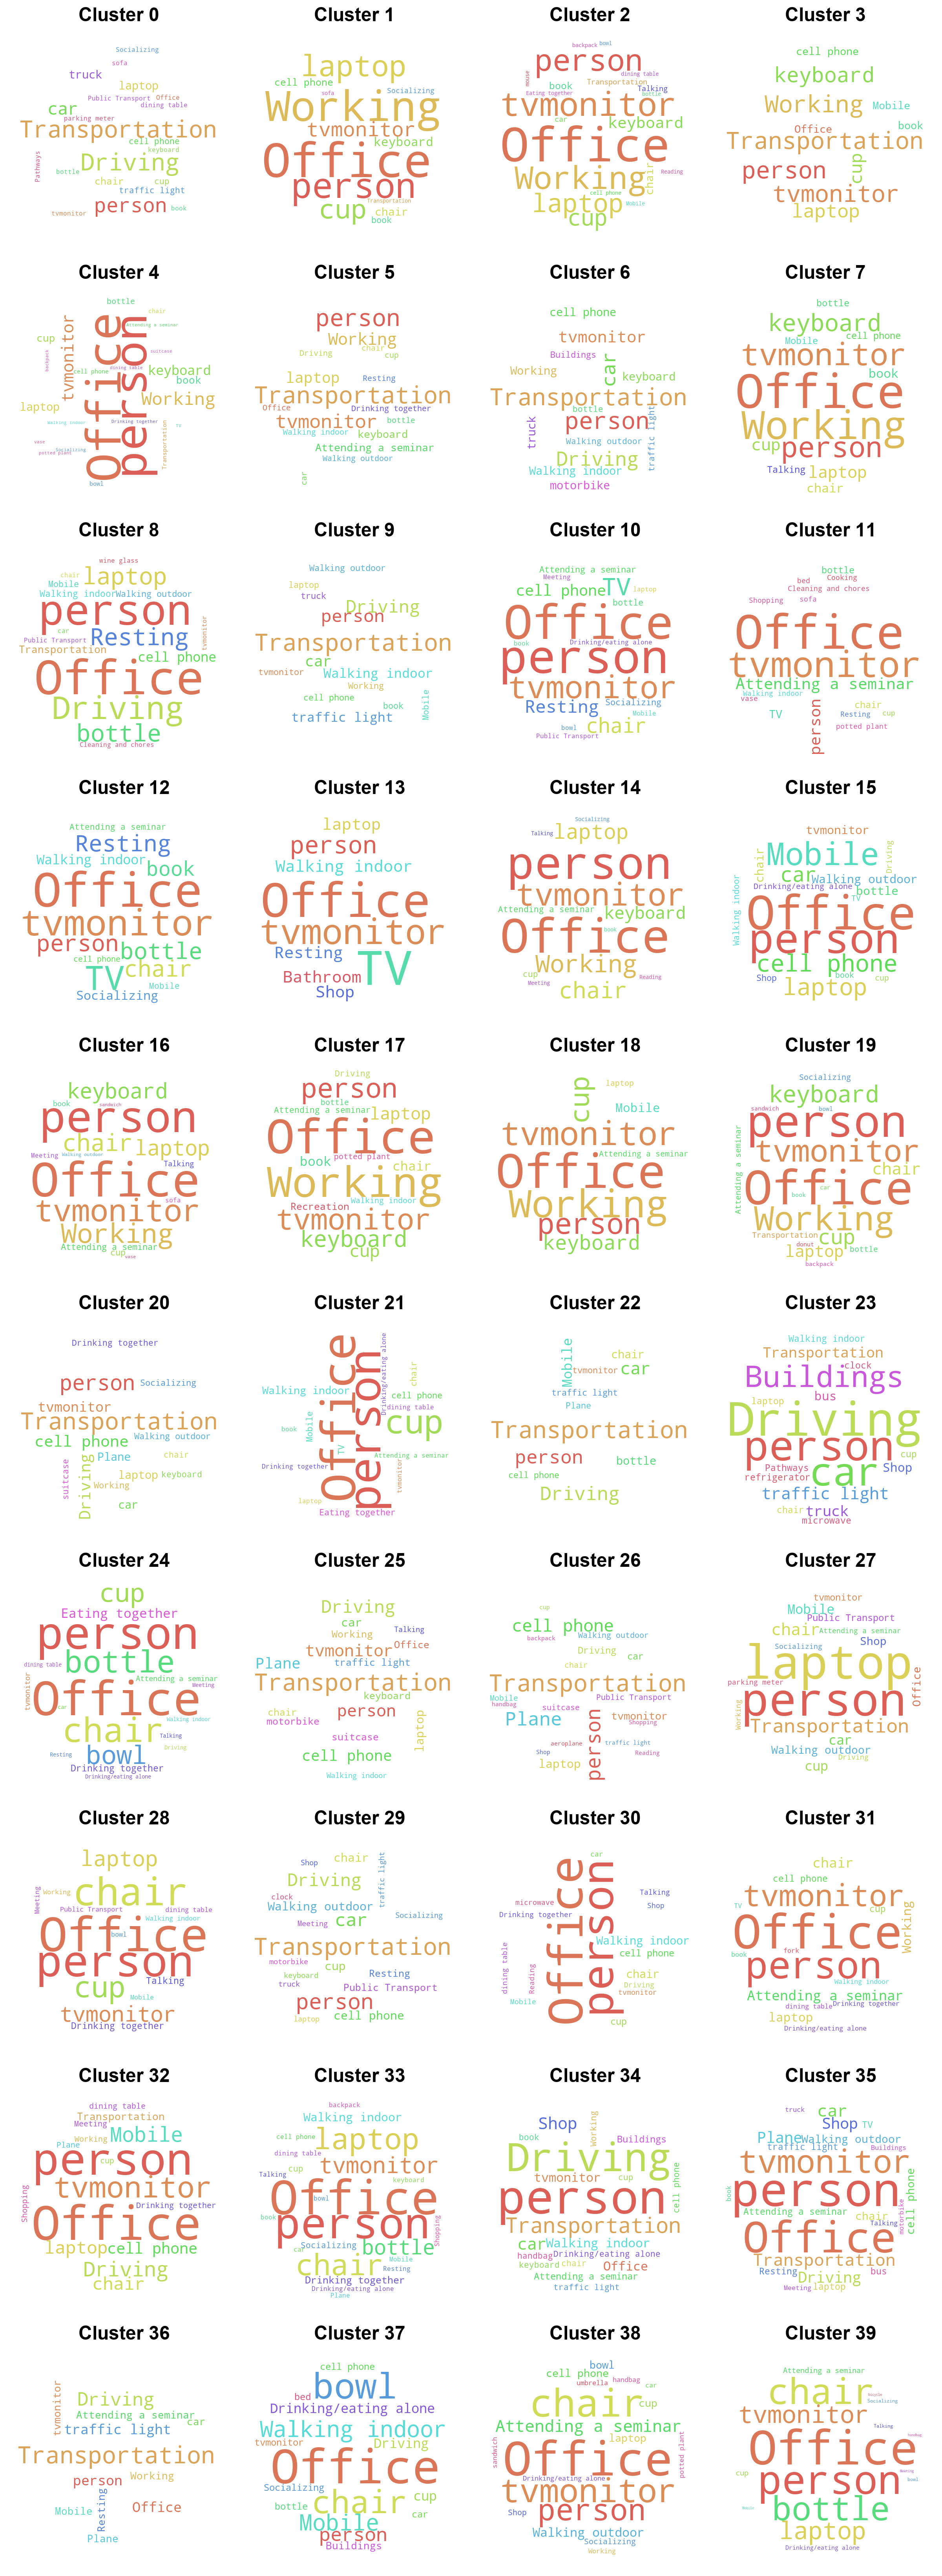 Cluster 0
Socializing
sofa
truck
laptop
Public Transport Office
dining table
car
parking meter
Transportation
cell phone
keyboard
Pathways
Driving
bottle
chair cup
traffic light
person book
tvmonitor
Cluster 1
laptop
cell phone
Socializing
sofa
Working
tvmonitor
keyboard
Office
person
transportation
cup chair
book
Cluster 2
backpack bowl
person
dining table
mouse
Transportation
book
Talking
Eating together
bottle
tvmonitor
car
keyboard
Office
Working
chair
Reading
cell phone
laptop
Mobile
cup
Cluster 3
cell phone
keyboard
Working Mobile
Office
book
Transportation
person
cup
tvmonitor
laptop
Cluster 4
bottle
chair
Attending a seminar
cup
tvmonitor
backpack
suitcase
Office
person
dining table
cell phone
keyboard
book
Working
laptop
Walking indoor
Drinking together
TV
Transportation
vase
Socializing
potted plant
bowl
Cluster 5
person
Working
chair
Driving
cup
laptop
Resting
Transportation
Office
Drinking together
tvmonitor
bottle
Walking indoor
keyboard
Attending a seminar
Walking outdoor
car
Cluster 6
cell phone
tvmonitor
Buildings
car
Working
keyboard
Transportation
bottle
person
truck
traffic light
Walking outdoor
Driving
Walking indoor
motorbike
Cluster 7
bottle
keyboard
Mobile
cell phone
tvmonitor
book
Office
Working
cup person
Talking laptop
chair
Cluster 8
wine glass
chair
laptop
Mobile
Walking indoor Walking outdoor
person
car
Public Transport
Resting
tvmonitor
Transportation
cell phone
Office
Driving
bottle
Cleaning and chores
Cluster 9
Walking outdoor
laptop
truck
Driving
person
Transportation
car
tvmonitor
Walking indoor
Working
cell phone
book
Mobile
traffic light
Cluster 10
Attending a seminar
Meeting
cell phone TV laptop
bottle
Office
book
Drinking/eating alone
person
tvmonitor
Resting
Socializing
Mobile
bowl
chair
Public Transport
Cluster 11
bottle
bed
Cooking
Cleaning and chores
Shopping
sofa
Office
tvmonitor
Attending a seminar
Walking indoor
vase
person
chair
TV
Resting
cup
potted plant
Cluster 12
Attending a seminar
Resting
Walking indoor
book
Office
tvmonitor
person bottle
cell phone
TV chair
Mobile
Socializing
Cluster 13
laptop
person
Walking indoor
Office
tvmonitor
Resting
TV
Bathroom
Shop
Cluster 14
Socializing
Talking laptop
person
tvmonitor
Attending a seminar
keyboard
Office
book
Working
cup
Reading
Meeting
chair
Cluster 15
tvmonitor
Mobile
chair
Driving
car
Walking outdoor
Drinking/eating alone
bottle
TV
Walking indoor
Office
person
cell phone
Shop
book
cup
laptop
Cluster 16
keyboard
book
sandwich
person
chair laptop
Meeting
Walking outdoor
Talking
Office
sofa
tvmonitor
Working
Attending a seminar
cup
vase
Cluster 17
Driving
person
bottle
Attending a seminar
laptop
Office
book
potted plant
chair
Working
Recreation
Walking indoor
tvmonitor
keyboard
cup
Cluster 18
cup
laptop
Mobile
tvmonitor
Attending a seminar
Office
Working
person
keyboard
Cluster 19
Socializing
keyboard
sandwich
bowl
person
tvmonitor
Attending a seminar
chair
car
book
Office
Working
Transportation
cup
donut
laptop bottle
backpack
Cluster 20
Drinking together
person Socializing
tvmonitor
Transportation
cell phone
Walking outdoor
Driving
Plane
chair
suitcase
laptop keyboard
Working
car
Cluster 21
Office
person
Drinking/eating alone
chair
Walking indoor
cell phone
dining table
cup
Mobile
book
TV
Attending a seminar
Drinking together
tvmonitor
laptop
Eating together
Cluster 22
Mobile
chair
tvmonitor
car
traffic light
Plane
Transportation
person
bottle
cell phone
Driving
Cluster 23
Walking indoor
Transportation
clock
Buildings
bus
laptop
Driving
person
cup
Pathways
car
Shop
refrigerator
traffic light
chair truck
microwave
Cluster 24
cup
Eating together
person
dining table
bottle
Attending a seminar
tvmonitor
Meeting
Office
car
Walking indoor
chair
Talking
Resting
bowl
Driving
Drinking together
Drinking/eating alone
Cluster 25
Driving
car
Working
Talking
tvmonitor Office
Plane
traffic light
Transportation
keyboard
chair
person
motorbike
laptop
suitcase
cell phone
Walking indoor
Cluster 26
cup
cell phone
backpack
Walking outdoor
Driving
car
chair
Transportation
Mobile
Public Transport
handbag
suitcase
Plane
person
tvmonitor
Shopping
aeroplane
traffic light
Shop
Reading
laptop
Cluster 27
tvmonitor
Mobile
Public Transport
chair
Attending a seminar
Socializing
Shop
laptop
Office
parking meter
person
Working
Transportation
car
Walking outdoor
Driving
cup
Cluster 28
laptop
Meeting
Working
chair
Public Transport
dining table
Walking indoor
Office
bowl
person
cup
Talking
Mobile
tvmonitor
Drinking together
Cluster 29
Shop
chair
traffic light
Driving
clock
Walking outdoor
Meeting
car
Socializing
Transportation
motorbike
cup
keyboard
Resting
truck
Public Transport
person
laptop
cell phone
Cluster 30
car
Office
person
Talking
microwave
Shop
Drinking together
Walking indoor
cell phone
dining table
Reading
chair
Driving
Mobile
tvmonitor
cup
Cluster 31
chair
cell phone
tvmonitor
TV
cup
Working
Office
book
fork
person
Walking indoor
Attending a seminar
dining table
Drinking together
laptop
Drinking/eating alone
Cluster 32
dining table
Transportation
Meeting
Mobile
Working
Plane
person
cup
tvmonitor
Shopping
Drinking together
Office
laptop cell phone
Driving
chair
Cluster 33
backpack
Walking indoor
cell phone
laptop
dining table
cup
tvmonitor
Talking
keyboard
Office
bowl
book
person
Shopping
Socializing
car
bottle
Mobile
chair
Resting
Drinking together
Drinking/eating alone
Plane
Cluster 34
Shop
Working
book
Buildings
Driving
tvmonitor
cup
cell phone
person
Transportation
car
Walking indoor
handbag
Drinking/eating alone
keyboard chair
Office
Attending a seminar
traffic light
Cluster 35
truck
car
Shop TV
Plane
Walking outdoor
traffic light
Buildings
tvmonitor
book
person
cell phone
motorbike
Attending a seminar
chair
Talking
Office
Transportation
Resting
Driving
bus
Meeting
laptop
Cluster 36
tvmonitor
Driving
Attending a seminar
car
traffic light
Transportation
person
Working
Mobile
Resting
Office
Plane
Cluster 37
cell phone
bed
bowl
Drinking/eating alone
Walking indoor
tvmonitor
Driving
Office
Socializing
bottle
chair
cup
car
Mobile
person
Buildings
Cluster 38
bowl
cell phone
umbrella
handbag
car
chair
cup
Attending a seminar
laptop
sandwich
potted plant
Office
Drinking/eating alone
tvmonitor
Shop
person
Walking outdoor
Socializing
Working
Cluster 39
Attending a seminar
chair
Socializing
tvmonitor
Talking
handbag
Office
cup
Meeting
person
bowl
bottle
laptop
Drinking/eating alone